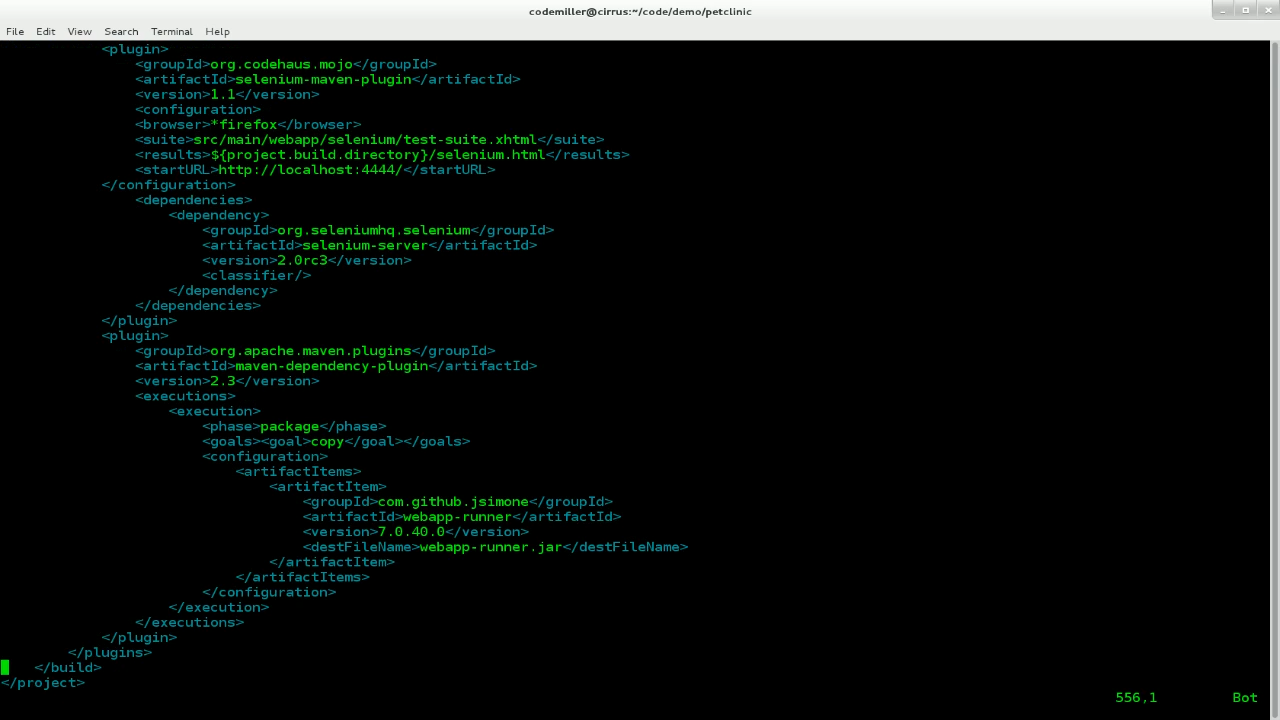 codemiller@cirrus:~/code/demo/petclinic
File Edit View Search Terminal Help
<plugin>
<groupId>org.codehaus.mojo</groupId>
<artifactId>selenium-maven-plugin</artifactId>
<version>1.1</version>
<configuration>
<browser>*firefox</browser>
<suite>src/main/webapp/selenium/test-suite.xhtml</suite>
<results>${project.build.directory}/selenium.html</results>
<startURL>http://localhost:4444/</startURL>
</configuration>
<dependencies>
<dependency>
<groupId>org.seleniumhq.selenium</groupId>
<artifactId>selenium-server</artifactId>
<version>2.0rc3</version>
<classifier/>
</dependency>
</dependencies>
</plugin>
<plugin>
<groupId>org.apache.maven.plugins</groupId>
<artifactId>maven-dependency-plugin</artifactId>
<version>2.3</version>
<executions>
<execution>
<phase>package</phase>
<goals><goal>copy</goal></goals>
<configuration>
<artifactItems>
<artifactItem>
<groupId>com.github.jsimone</groupId>
<artifactId>webapp-runner</artifactId>
<version>7.0.40.0</version>
<destFileName>webapp-runner.jar</destFileName>
</artifactItem>
</artifactItems>
</configuration>
</execution>
</executions>
</plugin>
</plugins>
</build>
</project>
556,1 Bot